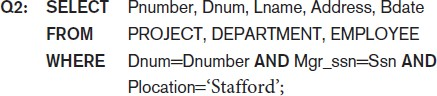 Q2: SELECT Pnumber, Dnum, Lname, Address, Bdate
FROM PROJECT, DEPARTMENT, EMPLOYEE
WHERE Dnum=Dnumber AND Mgr_ssn=Ssn AND
Plocation=‘Stafford’;